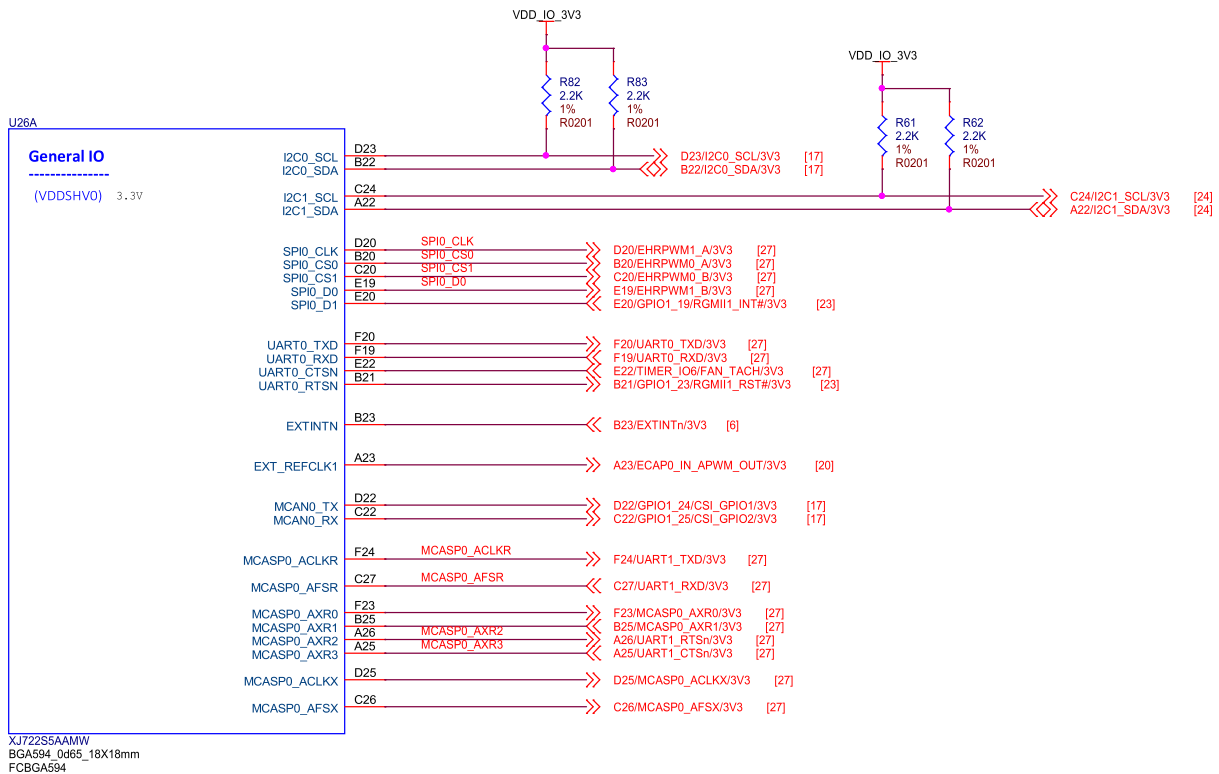 VDD_IO_3V3
VDD_IO_3V3
R82
2.2K
1%
R0201
R83
2.2K
1%
R0201
R61
2.2K
1%
R0201
R62
2.2K
1%
R0201
U26A
General IO
--------------
(VDDSHV0) 3.3V
I2C0_SCL D23 D23/I2C0_SCL/3V3 [17]
I2C0_SDA B22 B22/I2C0_SDA/3V3 [17]
I2C1_SCL C24 C24/I2C1_SCL/3V3 [24]
I2C1_SDA A22 A22/I2C1_SDA/3V3 [24]
SPI0_CLK D20 SPI0_CLK D20/EHRPWM1_A/3V3 [27]
SPI0_CS0 B20 SPI0_CS0 B20/EHRPWM0_A/3V3 [27]
SPI0_CS1 C20 SPI0_CS1 C20/EHRPWM0_B/3V3 [27]
SPI0_D0 E19 SPI0_D0 E19/EHRPWM1_B/3V3 [27]
SPI0_D1 E20 E20/GPIO1_19/RGMII1_INT#/3V3 [23]
UART0_TXD F20 F20/UART0_TXD/3V3 [27]
UART0_RXD F19 F19/UART0_RXD/3V3 [27]
UART0_CTSN E22 E22/TIMER_IO6/FAN_TACH/3V3 [27]
UART0_RTSN B21 B21/GPIO1_23/RGMII1_RST#/3V3 [23]
EXTINTN B23 B23/EXTINTn/3V3 [6]
EXT_REFCLK1 A23 A23/ECAP0_IN_APWM_OUT/3V3 [20]
MCAN0_TX D22 D22/GPIO1_24/CSI_GPIO1/3V3 [17]
MCAN0_RX C22 C22/GPIO1_25/CSI_GPIO2/3V3 [17]
MCASP0_ACLKR F24 MCASP0_ACLKR F24/UART1_TXD/3V3 [27]
MCASP0_AFSR C27 MCASP0_AFSR C27/UART1_RXD/3V3 [27]
MCASP0_AXR0 F23 F23/MCASP0_AXR0/3V3 [27]
MCASP0_AXR1 B25 B25/MCASP0_AXR1/3V3 [27]
MCASP0_AXR2 A26 MCASP0_AXR2 A26/UART1_RTSn/3V3 [27]
MCASP0_AXR3 A25 MCASP0_AXR3 A25/UART1_CTSn/3V3 [27]
MCASP0_ACLKX D25 D25/MCASP0_ACLKX/3V3 [27]
MCASP0_AFSX C26 C26/MCASP0_AFSX/3V3 [27]
XJ722S5AAMW
BGA594_0d65_18X18mm
FCBGA594